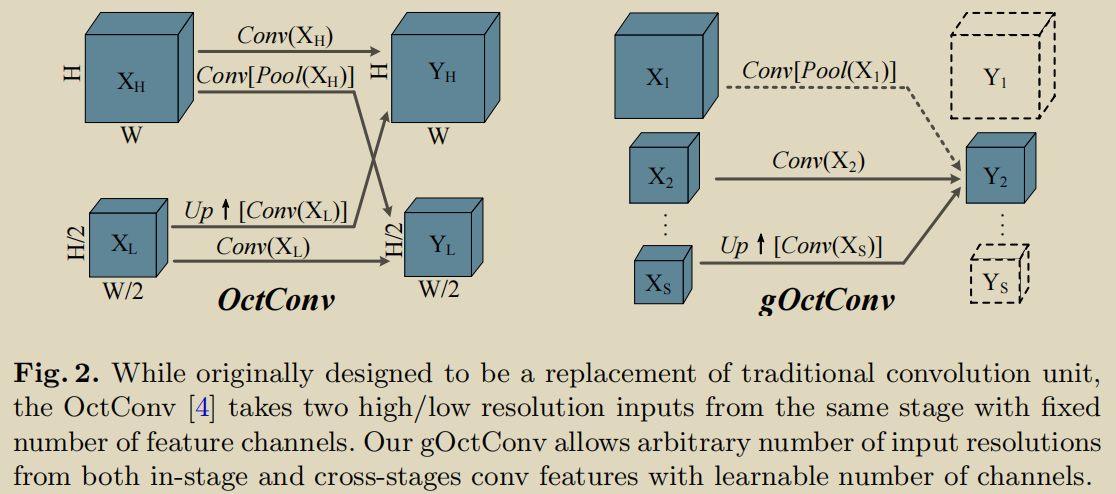 Conv(X_H)
H
X_H
Conv[Pool(X_H)]
H
Y_H
W
W
Up ↑ [Conv(X_L)]
H/2
X_L
Conv(X_L)
H/2
Y_L
W/2
W/2
OctConv
X_1
Conv[Pool(X_1)]
Y_1
X_2
Conv(X_2)
Y_2
⋮
⋮
X_S
Up ↑ [Conv(X_S)]
Y_S
gOctConv
Fig. 2. While originally designed to be a replacement of traditional convolution unit,
the OctConv [4] takes two high/low resolution inputs from the same stage with fixed
number of feature channels. Our gOctConv allows arbitrary number of input resolutions
from both in-stage and cross-stages conv features with learnable number of channels.